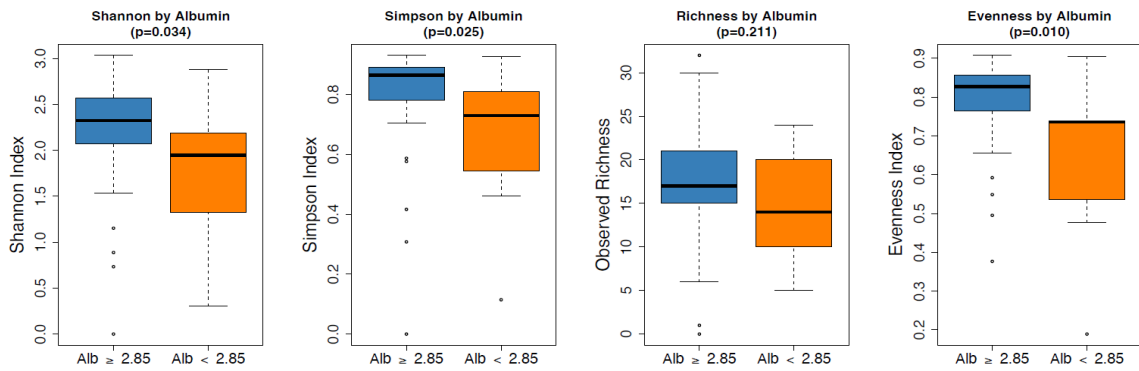 Shannon by Albumin
(p=0.034)
Shannon Index
3.0
2.5
2.0
1.5
1.0
0.5
0.0
Alb ≥ 2.85
Alb < 2.85
Simpson by Albumin
(p=0.025)
Simpson Index
0.8
0.6
0.4
0.2
0.0
Alb ≥ 2.85
Alb < 2.85
Richness by Albumin
(p=0.211)
Observed Richness
30
25
20
15
10
5
0
Alb ≥ 2.85
Alb < 2.85
Evenness by Albumin
(p=0.010)
Evenness Index
0.9
0.8
0.7
0.6
0.5
0.4
0.3
0.2
Alb ≥ 2.85
Alb < 2.85